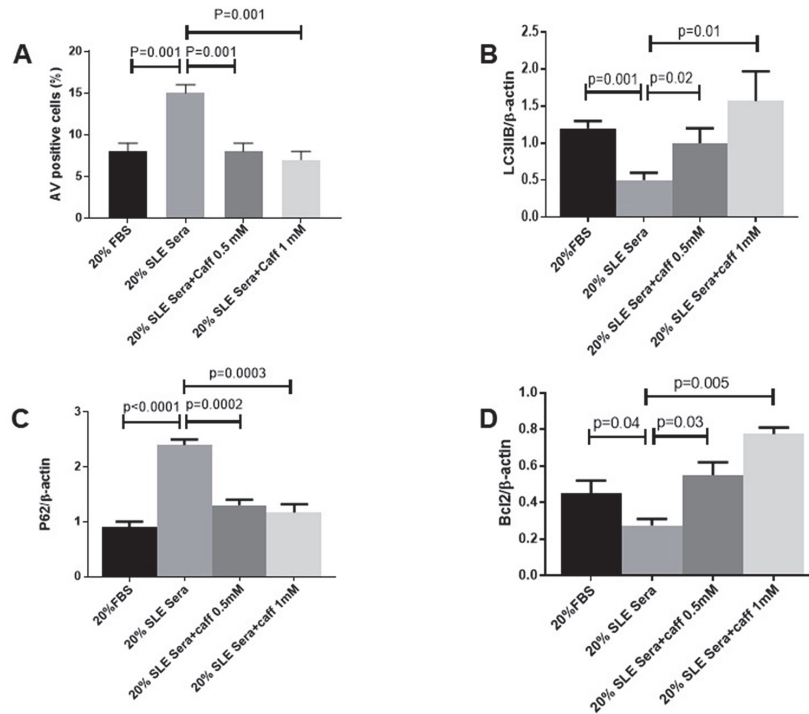 A
P=0.001
P=0.001
P=0.001
AV positive cells (%)
20
15
10
5
0
20% FBS
20% SLE Sera
20% SLE Sera+Caff 0.5 mM
20% SLE Sera+Caff 1 mM
B
p=0.01
p=0.001
p=0.02
LC3IIB/β-actin
2.5
2.0
1.5
1.0
0.5
0.0
20%FBS
20% SLE Sera
20% SLE Sera+caff 0.5mM
20% SLE Sera+caff 1mM
C
p=0.0003
p<0.0001
p=0.0002
P62/β-actin
3
2
1
0
20%FBS
20% SLE Sera
20% SLE Sera+caff 0.5mM
20% SLE Sera+caff 1mM
D
p=0.005
p=0.04
p=0.03
Bcl2/β-actin
1.0
0.8
0.6
0.4
0.2
0.0
20%FBS
20% SLE Sera
20% SLE Sera+caff 0.5mM
20% SLE Sera+caff 1mM